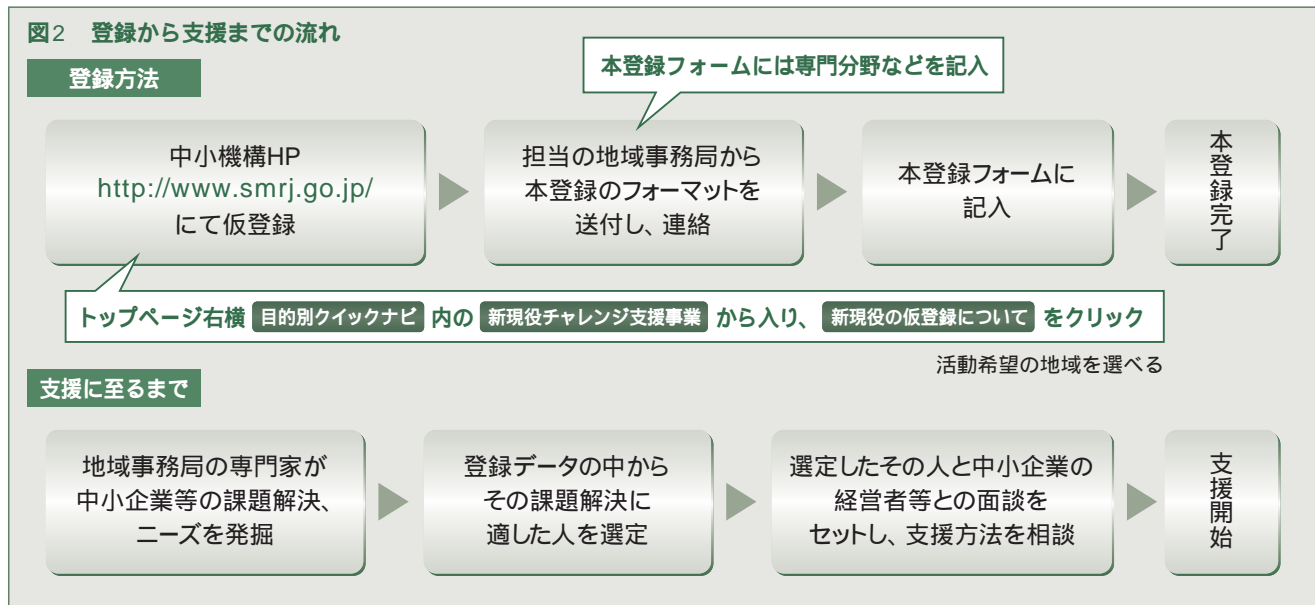 図2 登録から支援までの流れ
登録方法
本登録フォームには専門分野などを記入
中小機構HP
http://www.smrj.go.jp/
にて仮登録
担当の地域事務局から
本登録のフォーマットを
送付し、連絡
本登録フォームに
記入
本登録完了
トップページ右横 目的別クイックナビ 内の 新現役チャレンジ支援事業 から入り、 新現役の仮登録について をクリック
活動希望の地域を選べる
支援に至るまで
地域事務局の専門家が
中小企業等の課題解決、
ニーズを発掘
登録データの中から
その課題解決に
適した人を選定
選定したその人と中小企業の
経営者等との面談を
セットし、支援方法を相談
支援開始